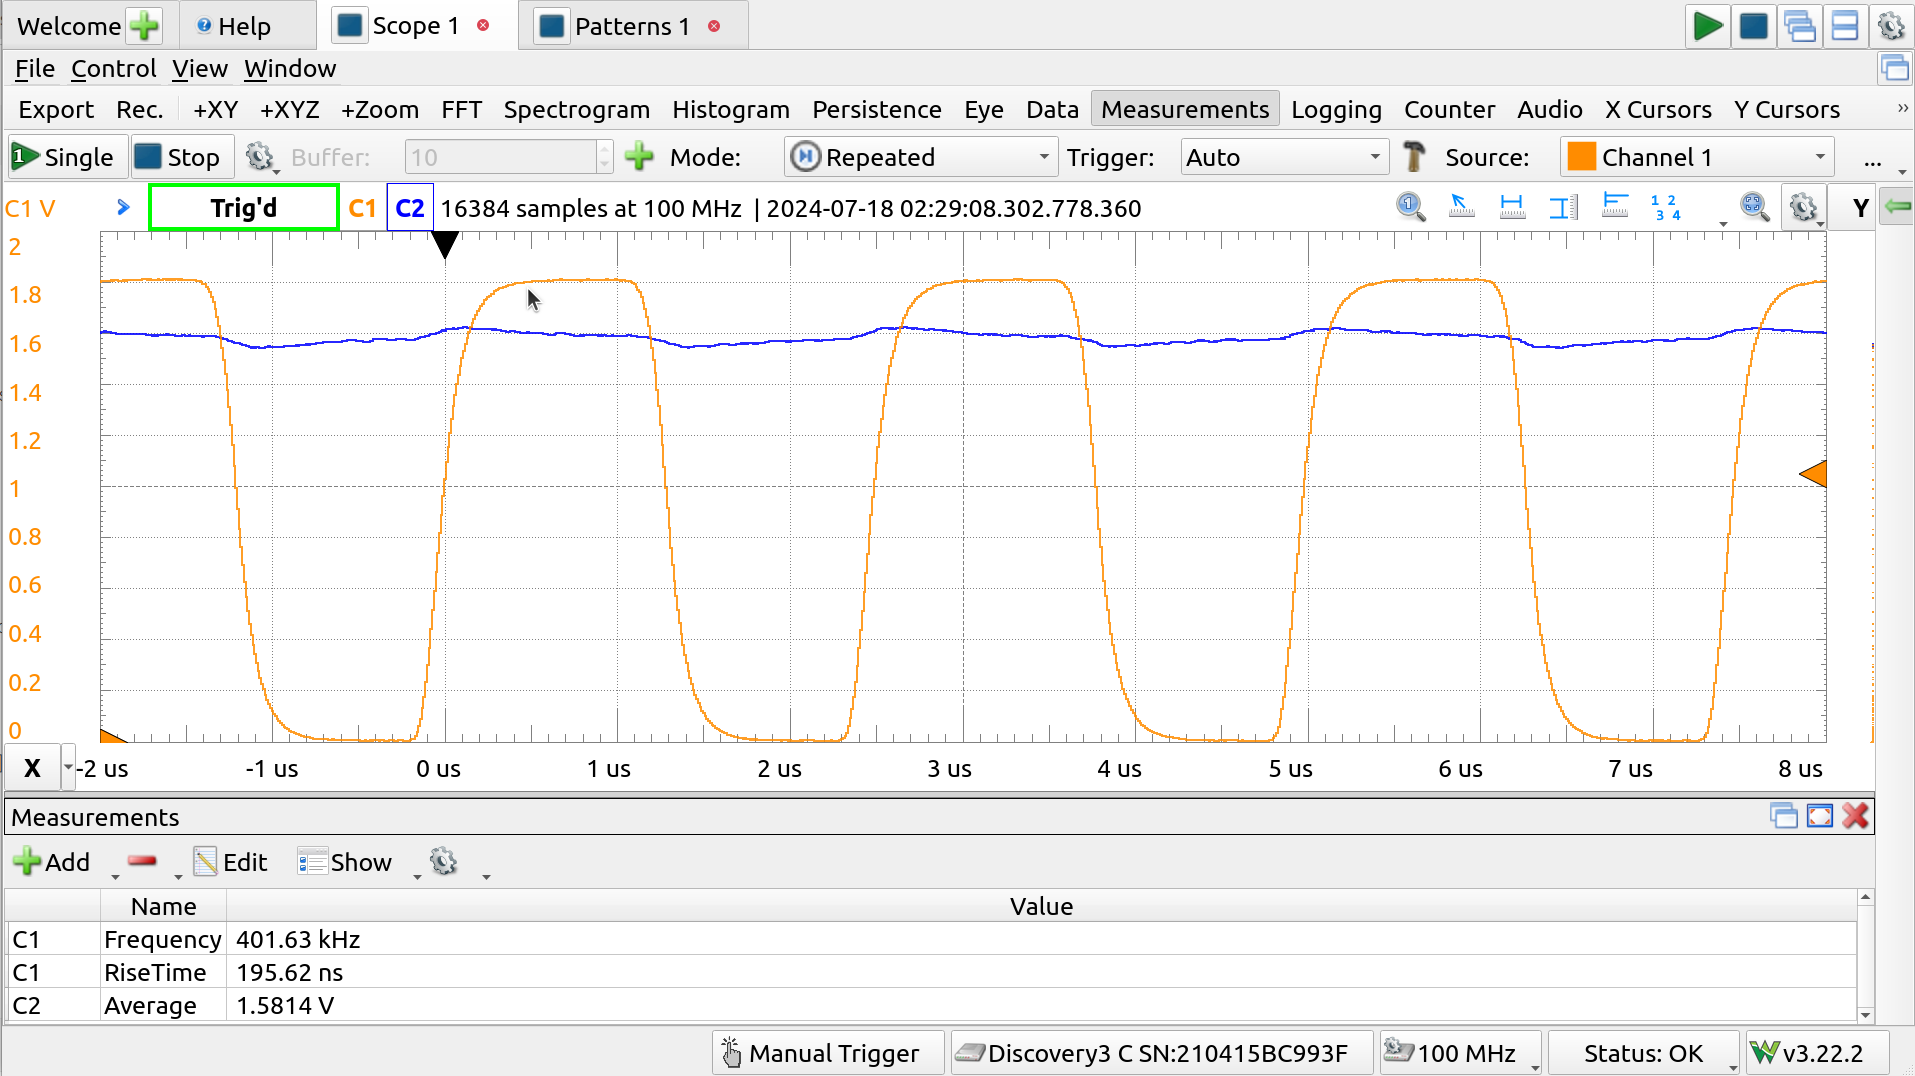 Welcome Help Scope 1 Patterns 1
File Control View Window
Export Rec. +XY +XYZ +Zoom FFT Spectrogram Histogram Persistence Eye Data Measurements Logging Counter Audio X Cursors Y Cursors »
1 Single Stop Buffer: 10 Mode: Repeated Trigger: Auto Source: Channel 1 ...
C1 V Trig'd C1 C2 16384 samples at 100 MHz | 2024-07-18 02:29:08.302.778.360 1 1 2 3 4 Y
2
1.8
1.6
1.4
1.2
1
0.8
0.6
0.4
0.2
0
X -2 us -1 us 0 us 1 us 2 us 3 us 4 us 5 us 6 us 7 us 8 us
Measurements
Add Edit Show
Name Value
C1 Frequency 401.63 kHz
C1 RiseTime 195.62 ns
C2 Average 1.5814 V
Manual Trigger Discovery3 C SN:210415BC993F 100 MHz Status: OK v3.22.2